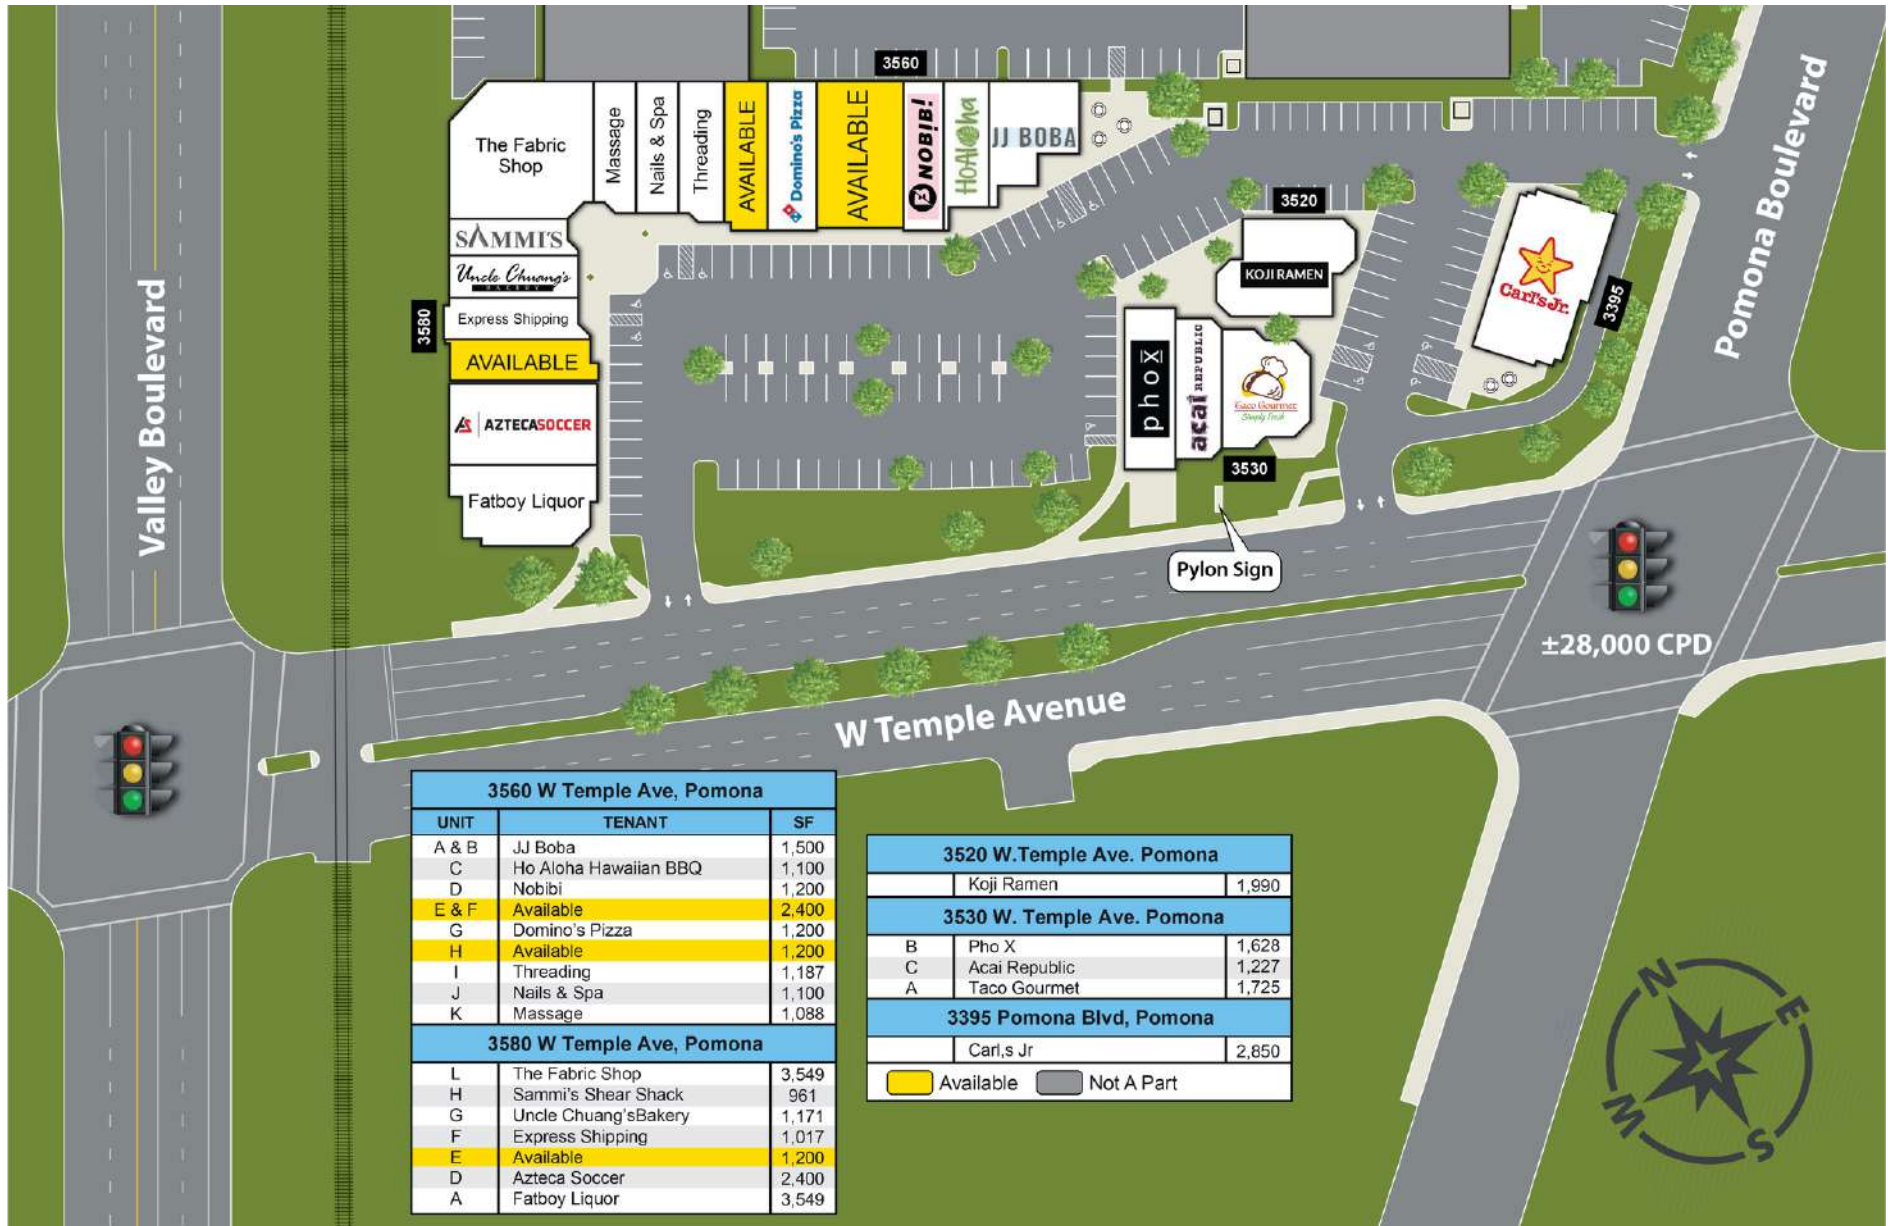 3560
The Fabric
Shop
Massage
Nails & Spa
Threading
AVAILABLE
Domino's Pizza
AVAILABLE
NOBIBI!
HOAloha
JJ BOBA
SAMMI'S
Uncle Chuang's
BAKERY
Express Shipping
3580
AVAILABLE
AZTECASOCCER
Fatboy Liquor
3520
KOJI RAMEN
phoX
acaí REPUBLIC
Taco Gourmet
Simply Fresh
3530
Carl'sJr.
3395
Pylon Sign
Valley Boulevard
Pomona Boulevard
W Temple Avenue
±28,000 CPD
3560 W Temple Ave, Pomona
UNIT TENANT SF
A & B JJ Boba 1,500
C Ho Aloha Hawaiian BBQ 1,100
D Nobibi 1,200
E & F Available 2,400
G Domino's Pizza 1,200
H Available 1,200
I Threading 1,187
J Nails & Spa 1,100
K Massage 1,088
3580 W Temple Ave, Pomona
L The Fabric Shop 3,549
H Sammi's Shear Shack 961
G Uncle Chuang'sBakery 1,171
F Express Shipping 1,017
E Available 1,200
D Azteca Soccer 2,400
A Fatboy Liquor 3,549
3520 W.Temple Ave. Pomona
Koji Ramen 1,990
3530 W. Temple Ave. Pomona
B Pho X 1,628
C Acai Republic 1,227
A Taco Gourmet 1,725
3395 Pomona Blvd, Pomona
Carl,s Jr 2,850
Available Not A Part
N
E
W
S